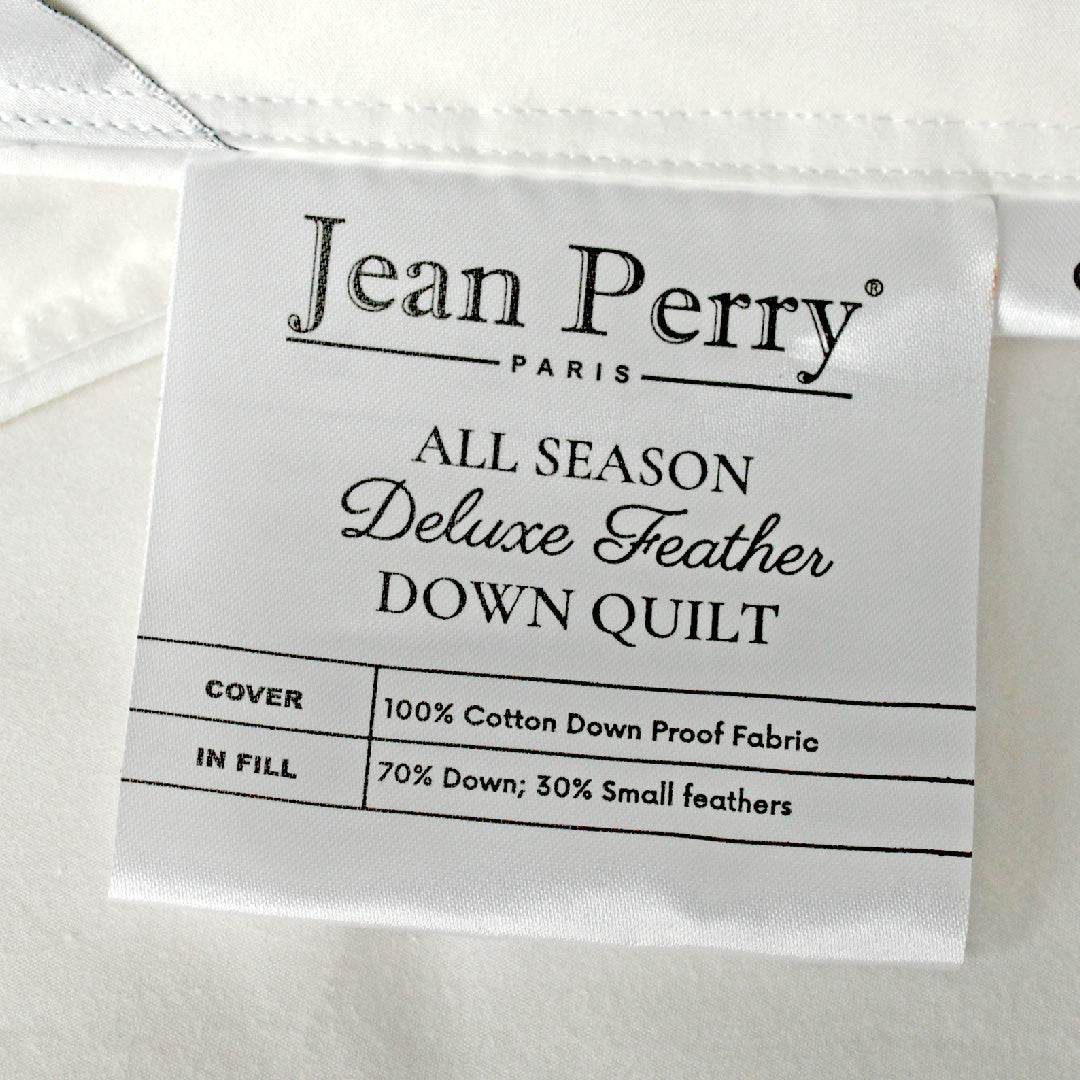 Jean Perry®
PARIS
ALL SEASON
Deluxe Feather
DOWN QUILT
COVER 100% Cotton Down Proof Fabric
IN FILL 70% Down; 30% Small feathers